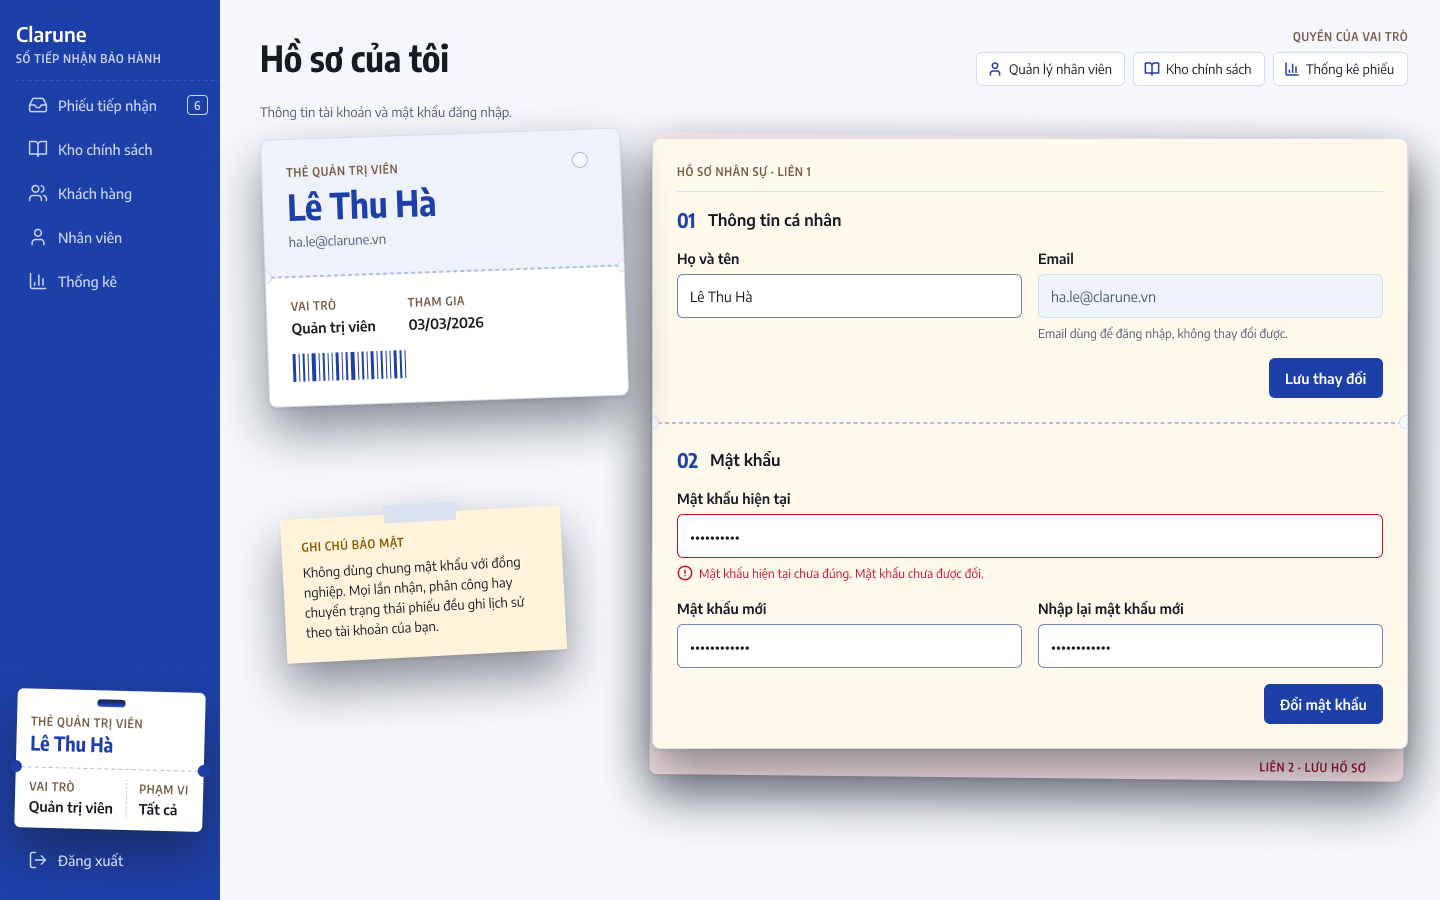 Clarune
SỔ TIẾP NHẬN BẢO HÀNH
Phiếu tiếp nhận 6
Kho chính sách
Khách hàng
Nhân viên
Thống kê
THẺ QUẢN TRỊ VIÊN
Lê Thu Hà
VAI TRÒ PHẠM VI
Quản trị viên Tất cả
Đăng xuất
Hồ sơ của tôi
Thông tin tài khoản và mật khẩu đăng nhập.
QUYỀN CỦA VAI TRÒ
Quản lý nhân viên Kho chính sách Thống kê phiếu
THẺ QUẢN TRỊ VIÊN
Lê Thu Hà
ha.le@clarune.vn
VAI TRÒ THAM GIA
Quản trị viên 03/03/2026
GHI CHÚ BẢO MẬT
Không dùng chung mật khẩu với đồng
nghiệp. Mọi lần nhận, phân công hay
chuyển trạng thái phiếu đều ghi lịch sử
theo tài khoản của bạn.
HỒ SƠ NHÂN SỰ · LIÊN 1
01 Thông tin cá nhân
Họ và tên Email
Lê Thu Hà ha.le@clarune.vn
Email dùng để đăng nhập, không thay đổi được.
Lưu thay đổi
02 Mật khẩu
Mật khẩu hiện tại
••••••••••
Mật khẩu hiện tại chưa đúng. Mật khẩu chưa được đổi.
Mật khẩu mới Nhập lại mật khẩu mới
•••••••••••• ••••••••••••
Đổi mật khẩu
LIÊN 2 · LƯU HỒ SƠ